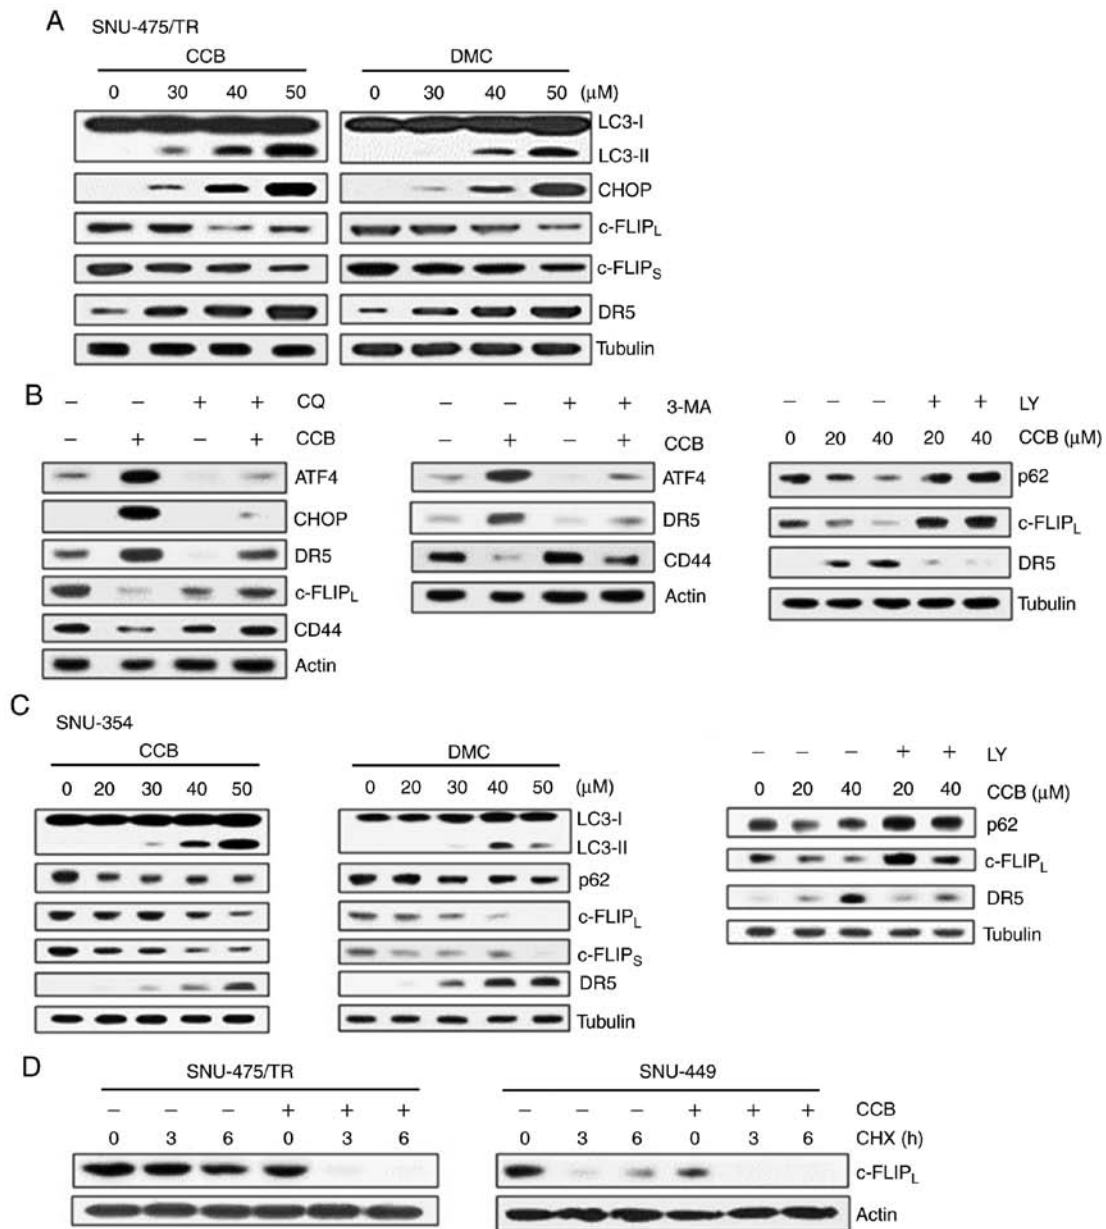 A SNU-475/TR
CCB DMC
0 30 40 50 0 30 40 50 (μM)
LC3-I
LC3-II
CHOP
c-FLIPL
c-FLIPS
DR5
Tubulin
B
− − + + CQ
− + − + CCB
ATF4
CHOP
DR5
c-FLIPL
CD44
Actin
− − + + 3-MA
− + − + CCB
ATF4
DR5
CD44
Actin
− − − + + LY
0 20 40 20 40 CCB (μM)
p62
c-FLIPL
DR5
Tubulin
C
SNU-354
CCB DMC
0 20 30 40 50 0 20 30 40 50 (μM)
LC3-I
LC3-II
p62
c-FLIPL
c-FLIPS
DR5
Tubulin
− − − + + LY
0 20 40 20 40 CCB (μM)
p62
c-FLIPL
DR5
Tubulin
D
SNU-475/TR SNU-449
− − − + + + − − − + + + CCB
0 3 6 0 3 6 0 3 6 0 3 6 CHX (h)
c-FLIPL
Actin